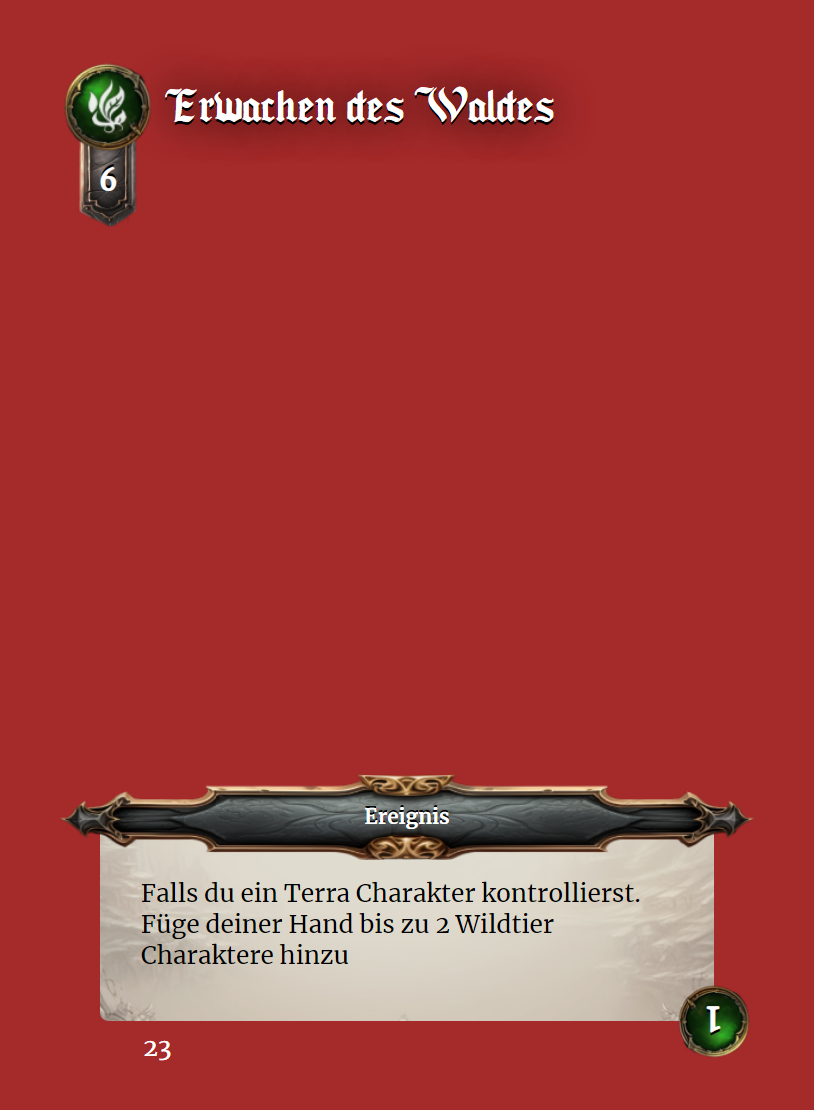 Erwachen des Waldes
6
Ereignis
Falls du ein Terra Charakter kontrollierst.
Füge deiner Hand bis zu 2 Wildtier
Charaktere hinzu
1
23